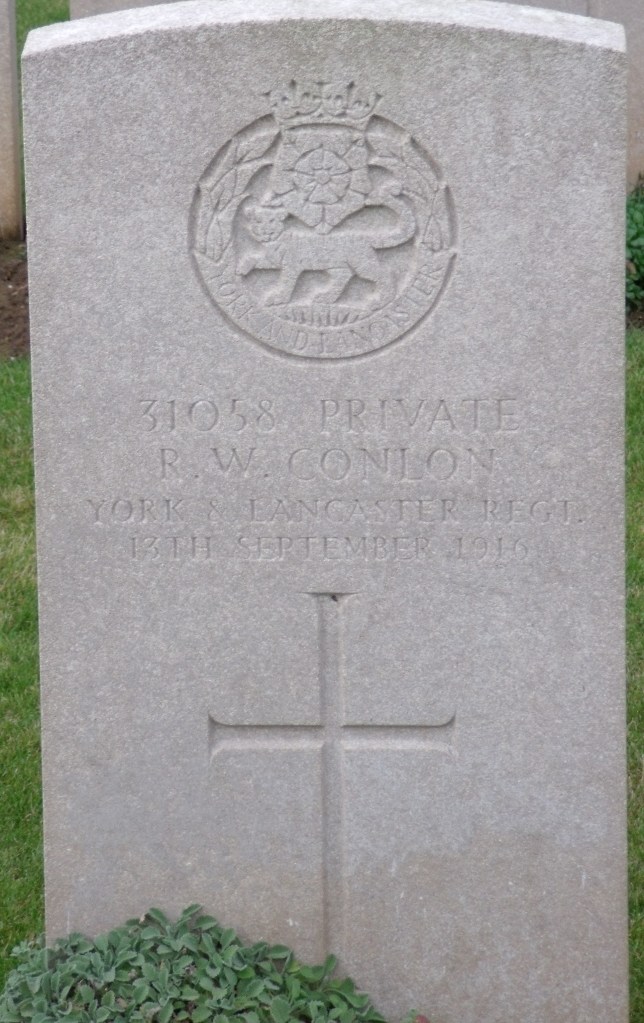 YORK AND LANCASTER
31058 PRIVATE
R. W. CONLON
YORK & LANCASTER REGT.
13TH SEPTEMBER 1916